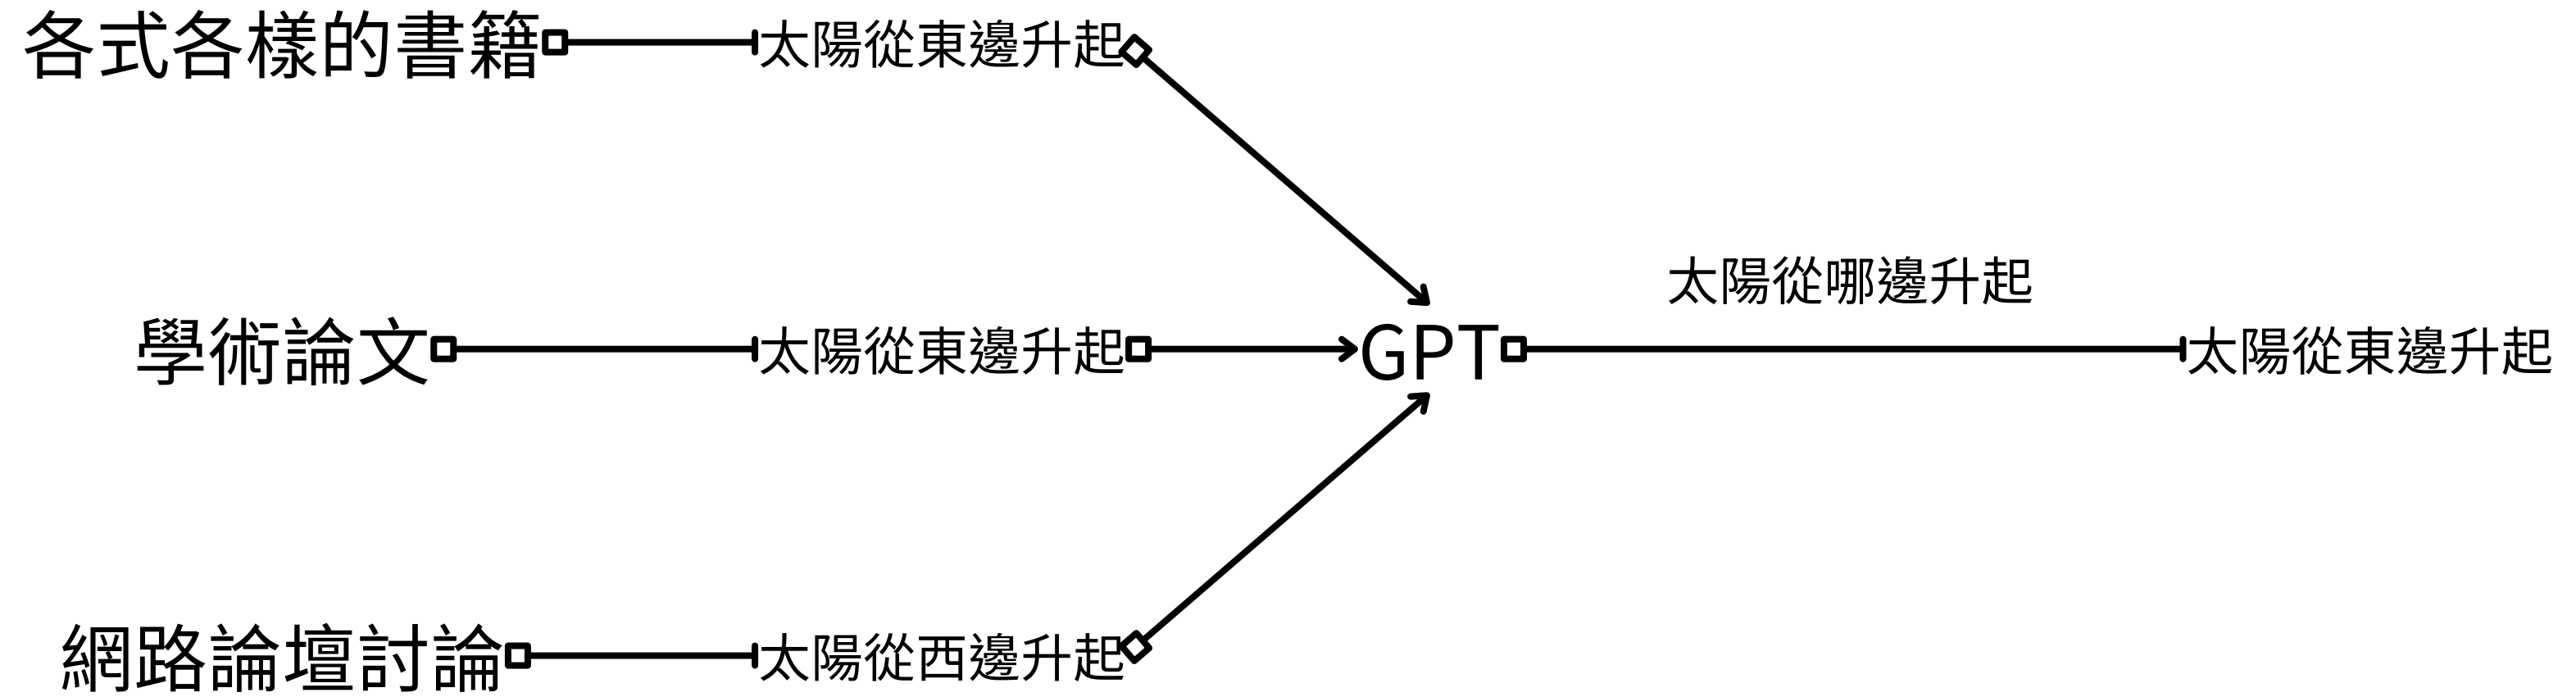 各式各樣的書籍
太陽從東邊升起
太陽從哪邊升起
學術論文
太陽從東邊升起
GPT
太陽從東邊升起
網路論壇討論
太陽從西邊升起